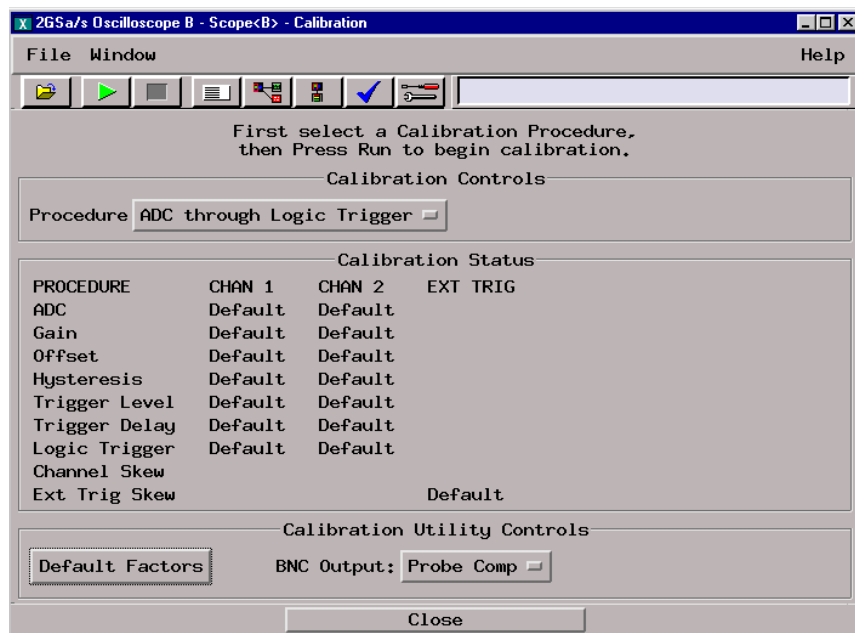 2GSa/s Oscilloscope B - Scope<B> - Calibration
File Window Help
First select a Calibration Procedure,
then Press Run to begin calibration.
Calibration Controls
Procedure ADC through Logic Trigger
Calibration Status
PROCEDURE CHAN 1 CHAN 2 EXT TRIG
ADC Default Default
Gain Default Default
Offset Default Default
Hysteresis Default Default
Trigger Level Default Default
Trigger Delay Default Default
Logic Trigger Default Default
Channel Skew
Ext Trig Skew Default
Calibration Utility Controls
Default Factors BNC Output: Probe Comp
Close